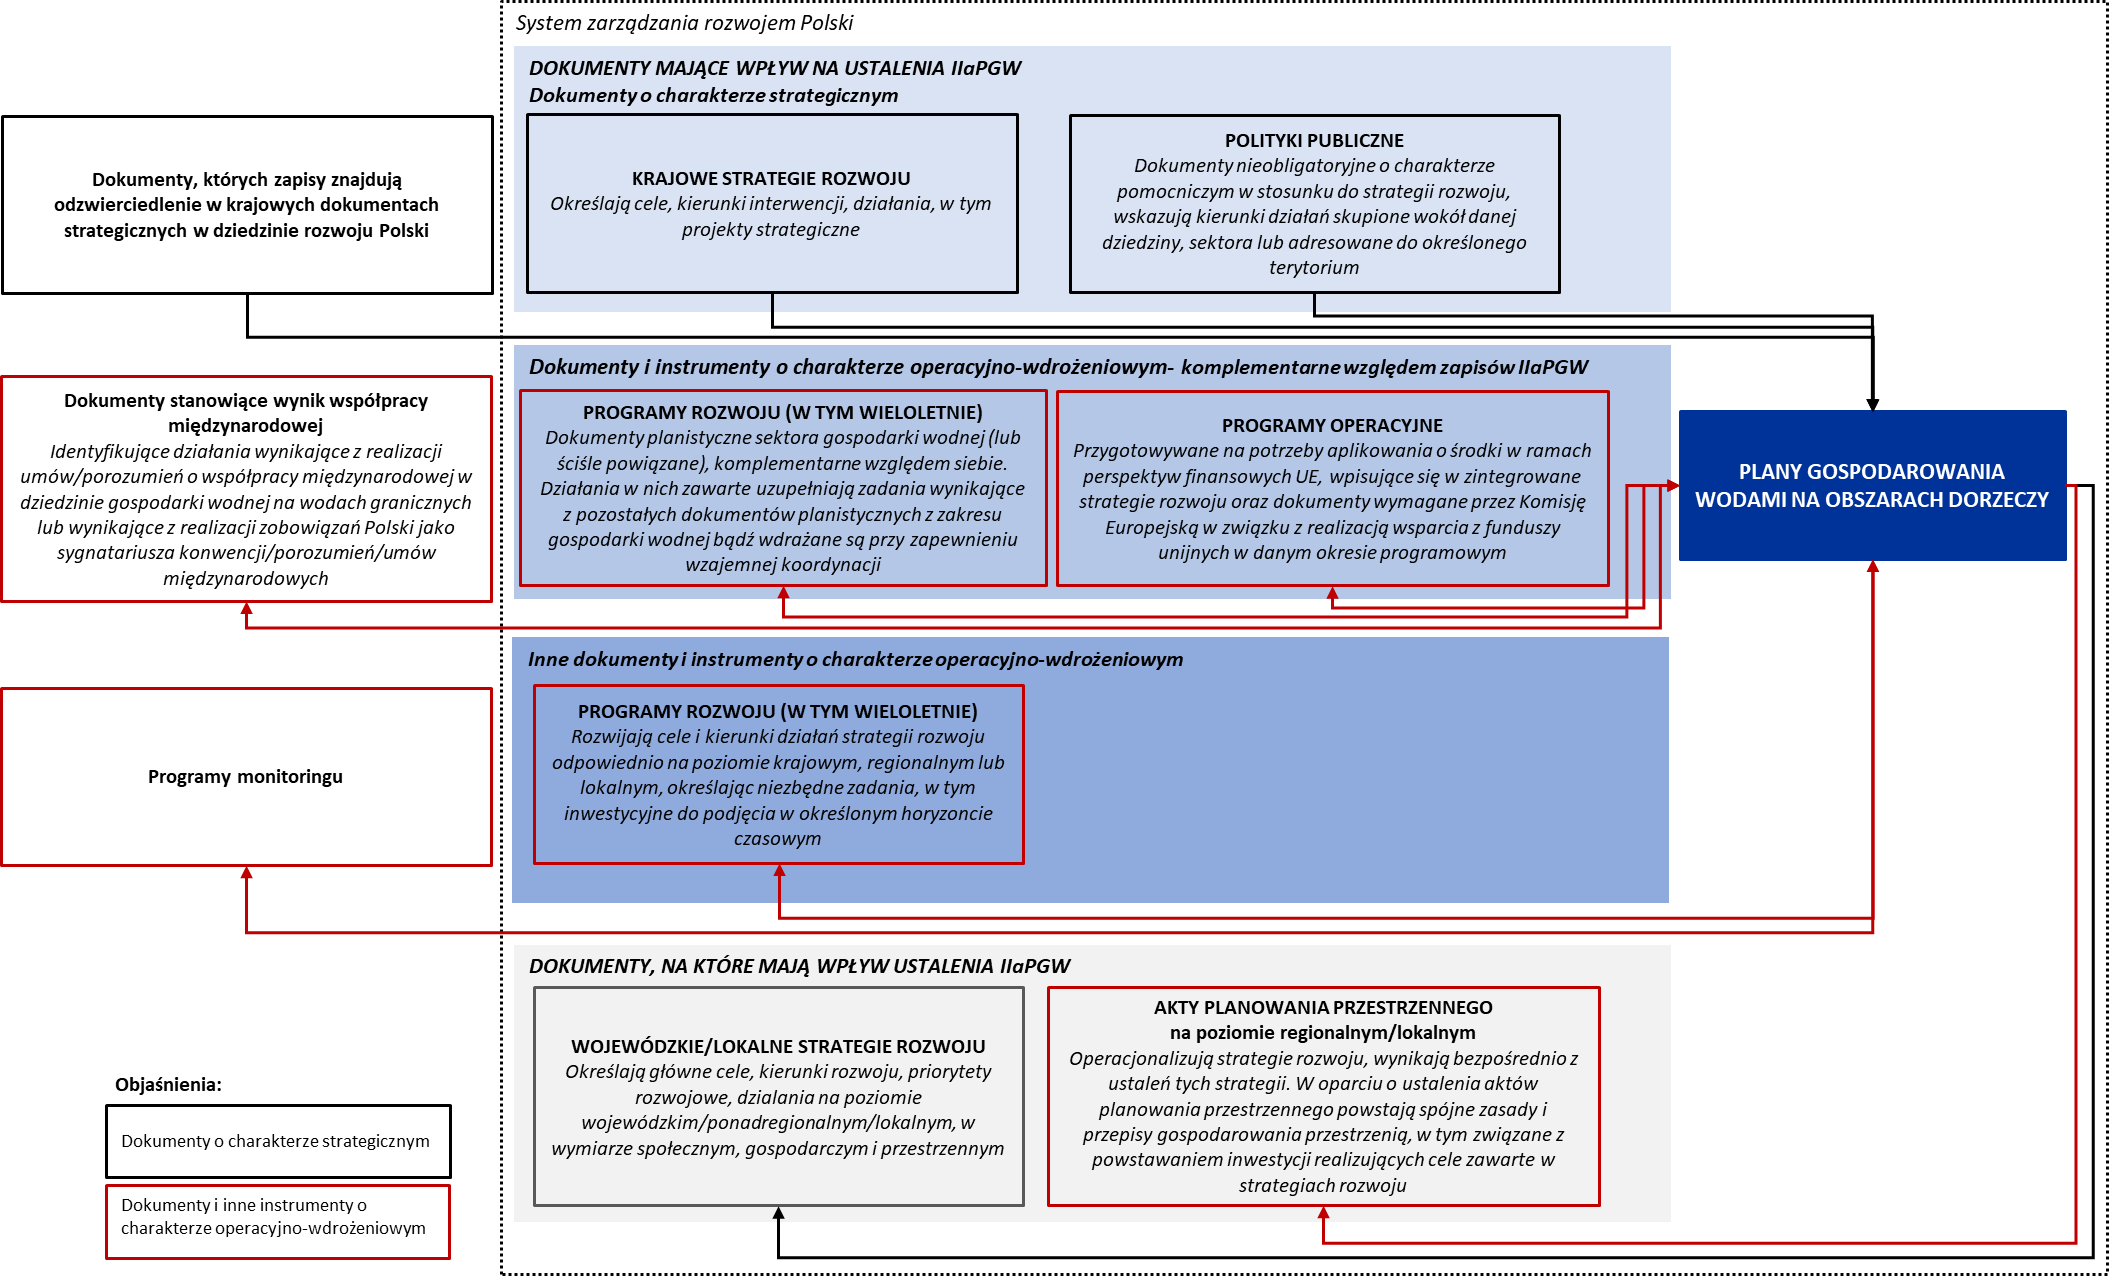 System zarządzania rozwojem Polski
DOKUMENTY MAJĄCE WPŁYW NA USTALENIA IIaPGW
Dokumenty o charakterze strategicznym
Dokumenty, których zapisy znajdują
odzwierciedlenie w krajowych dokumentach
strategicznych w dziedzinie rozwoju Polski
KRAJOWE STRATEGIE ROZWOJU
Określają cele, kierunki interwencji, działania, w tym
projekty strategiczne
POLITYKI PUBLICZNE
Dokumenty nieobligatoryjne o charakterze
pomocniczym w stosunku do strategii rozwoju,
wskazują kierunki działań skupione wokół danej
dziedziny, sektora lub adresowane do określonego
terytorium
Dokumenty i instrumenty o charakterze operacyjno-wdrożeniowym- komplementarne względem zapisów IIaPGW
Dokumenty stanowiące wynik współpracy
międzynarodowej
Identyfikujące działania wynikające z realizacji
umów/porozumień o współpracy międzynarodowej w
dziedzinie gospodarki wodnej na wodach granicznych
lub wynikające z realizacji zobowiązań Polski jako
sygnatariusza konwencji/porozumień/umów
międzynarodowych
PROGRAMY ROZWOJU (W TYM WIELOLETNIE)
Dokumenty planistyczne sektora gospodarki wodnej (lub
ściśle powiązane), komplementarne względem siebie.
Działania w nich zawarte uzupełniają zadania wynikające
z pozostałych dokumentów planistycznych z zakresu
gospodarki wodnej bądź wdrażane są przy zapewnieniu
wzajemnej koordynacji
PROGRAMY OPERACYJNE
Przygotowywane na potrzeby aplikowania o środki w ramach
perspektyw finansowych UE, wpisujące się w zintegrowane
strategie rozwoju oraz dokumenty wymagane przez Komisję
Europejską w związku z realizacją wsparcia z funduszy
unijnych w danym okresie programowym
PLANY GOSPODAROWANIA
WODAMI NA OBSZARACH DORZECZY
Inne dokumenty i instrumenty o charakterze operacyjno-wdrożeniowym
Programy monitoringu
PROGRAMY ROZWOJU (W TYM WIELOLETNIE)
Rozwijają cele i kierunki działań strategii rozwoju
odpowiednio na poziomie krajowym, regionalnym lub
lokalnym, określając niezbędne zadania, w tym
inwestycyjne do podjęcia w określonym horyzoncie
czasowym
DOKUMENTY, NA KTÓRE MAJĄ WPŁYW USTALENIA IIaPGW
WOJEWÓDZKIE/LOKALNE STRATEGIE ROZWOJU
Określają główne cele, kierunki rozwoju, priorytety
rozwojowe, dzialania na poziomie
wojewódzkim/ponadregionalnym/lokalnym, w
wymiarze społecznym, gospodarczym i przestrzennym
AKTY PLANOWANIA PRZESTRZENNEGO
na poziomie regionalnym/lokalnym
Operacjonalizują strategie rozwoju, wynikają bezpośrednio z
ustaleń tych strategii. W oparciu o ustalenia aktów
planowania przestrzennego powstają spójne zasady i
przepisy gospodarowania przestrzenią, w tym związane z
powstawaniem inwestycji realizujących cele zawarte w
strategiach rozwoju
Objaśnienia:
Dokumenty o charakterze strategicznym
Dokumenty i inne instrumenty o
charakterze operacyjno-wdrożeniowym